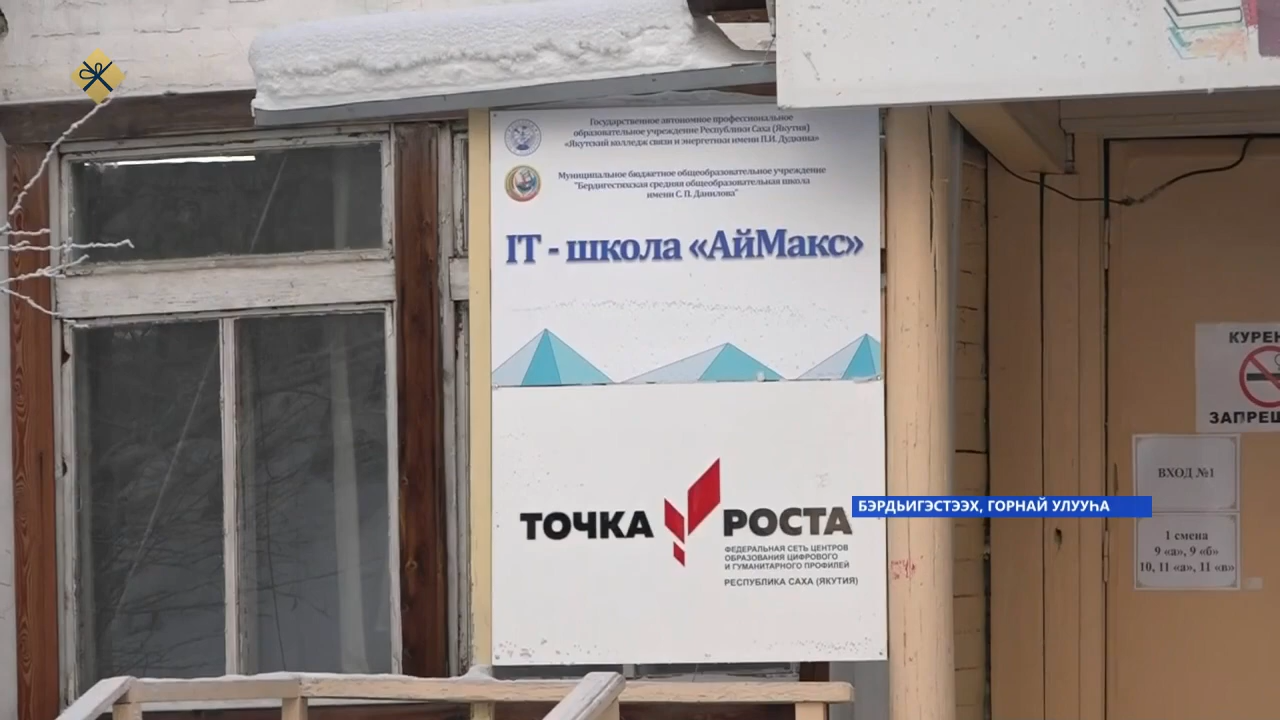 Государственное автономное профессиональное
образовательное учреждение Республики Саха (Якутия)
«Якутский колледж связи и энергетики имени П.И. Дудкина»
Муниципальное бюджетное общеобразовательное учреждение
"Бердигестяхская средняя общеобразовательная школа
имени С. П. Данилова"
IT - школа «АйМакс»
ТОЧКА РОСТА
ФЕДЕРАЛЬНАЯ СЕТЬ ЦЕНТРОВ
ОБРАЗОВАНИЯ ЦИФРОВОГО
И ГУМАНИТАРНОГО ПРОФИЛЕЙ
РЕСПУБЛИКА САХА (ЯКУТИЯ)
БЭРДЬИГЭСТЭЭХ, ГОРНАЙ УЛУУҺА
КУРЕН
ЗАПРЕЩ
ВХОД №1
1 смена
9 «а», 9 «б»
10, 11 «а», 11 «в»